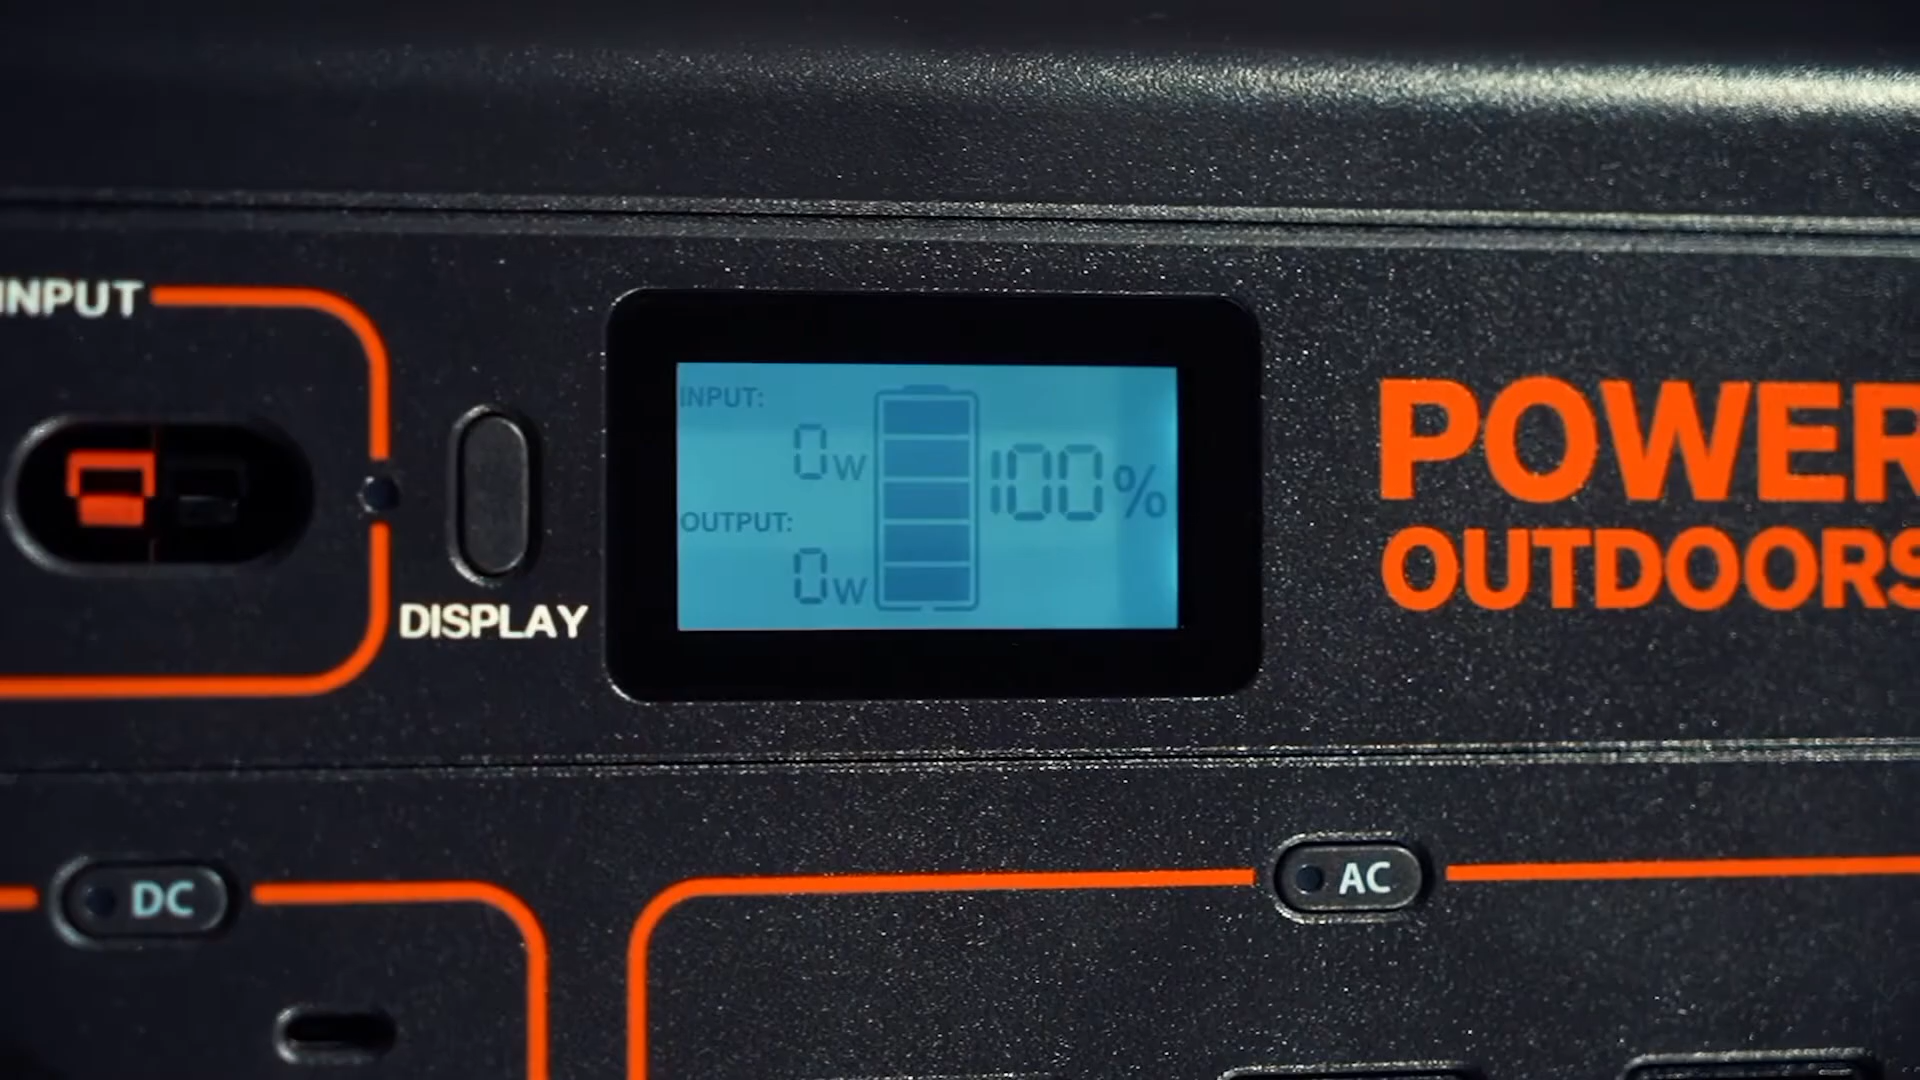 INPUT
DISPLAY
INPUT:
0W
OUTPUT:
0W
100%
POWER
OUTDOORS
DC
AC